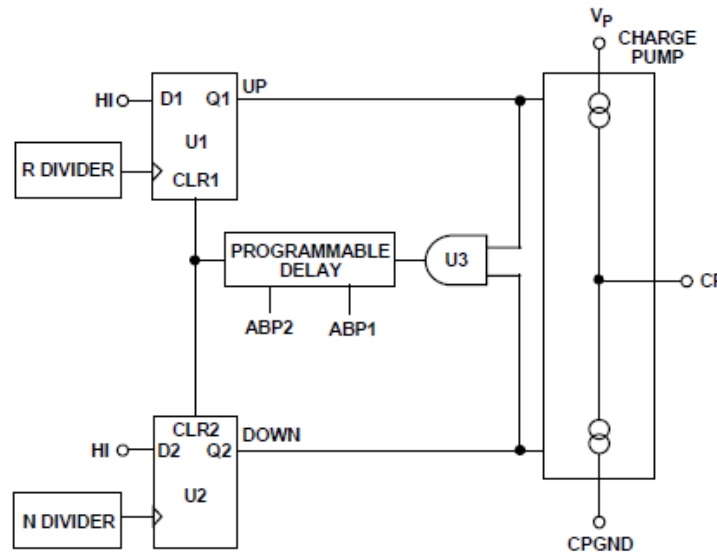 VP
CHARGE
PUMP
HI
D1
Q1
UP
U1
R DIVIDER
CLR1
PROGRAMMABLE
DELAY
U3
CP
ABP2
ABP1
CLR2
DOWN
HI
D2
Q2
U2
N DIVIDER
CPGND